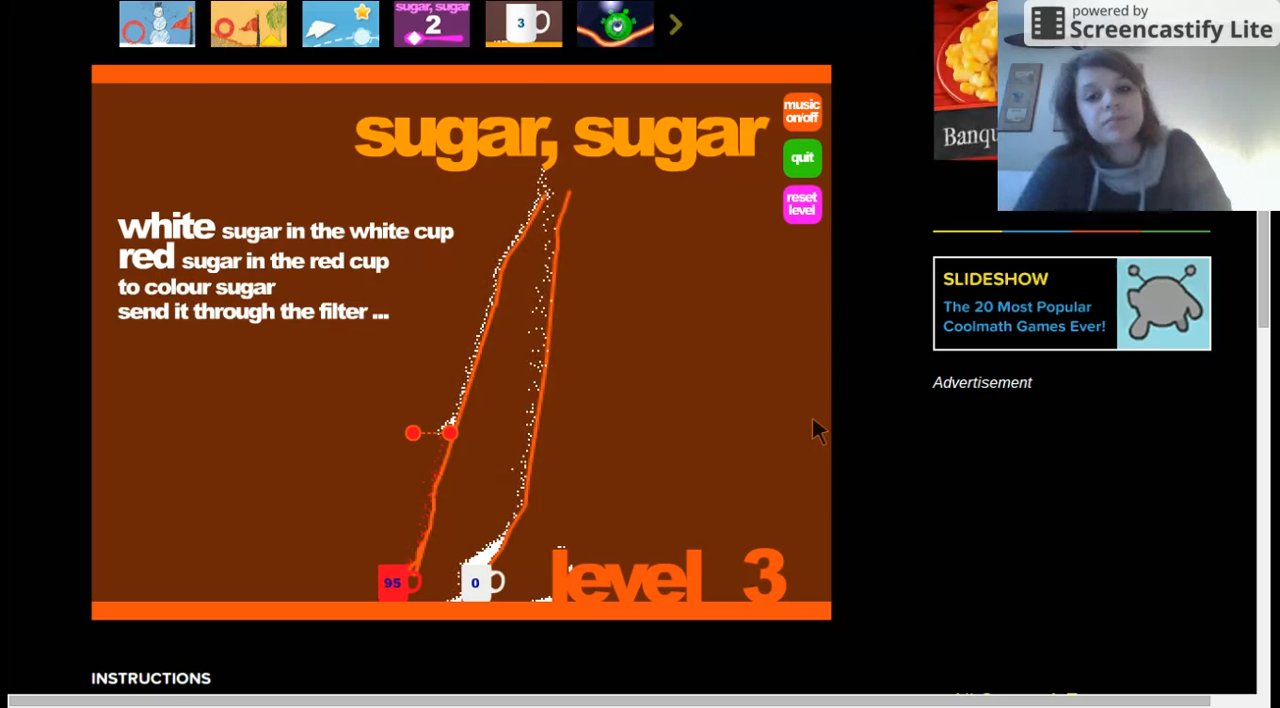 powered by
Screencastify Lite
sugar, sugar
2
3
Banqu
sugar, sugar
music
on/off
quit
reset
level
white sugar in the white cup
red sugar in the red cup
to colour sugar
send it through the filter ...
SLIDESHOW
The 20 Most Popular
Coolmath Games Ever!
Advertisement
95
0
level 3
INSTRUCTIONS